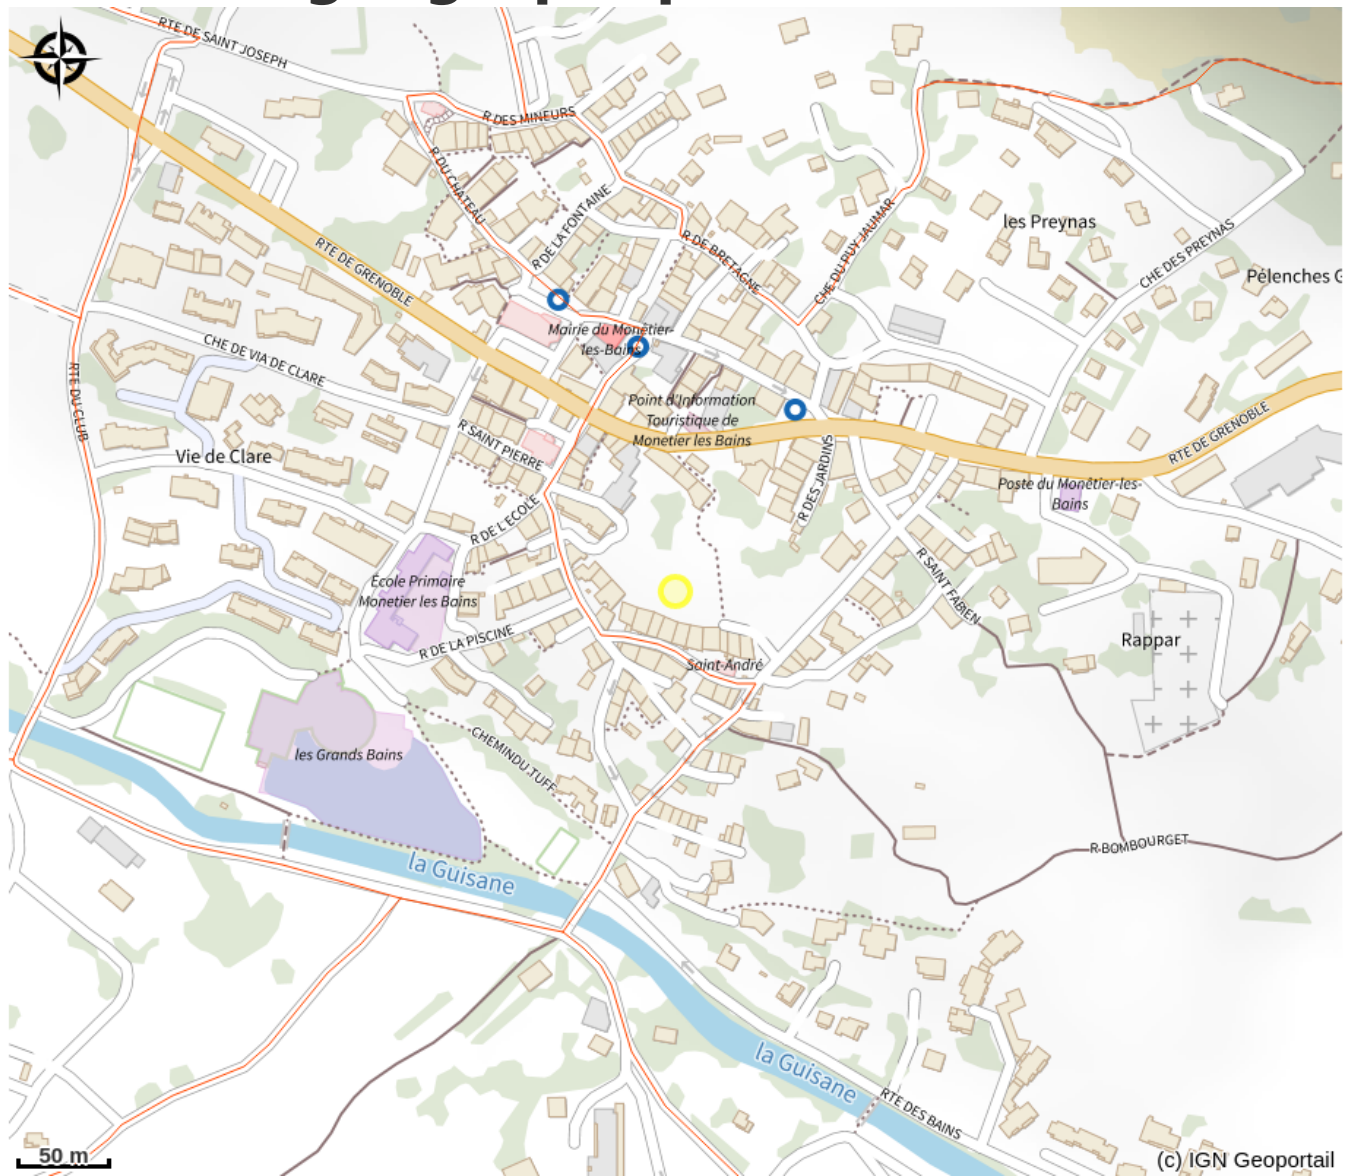 RTE DE SAINT JOSEPH
R DES MINEURS
R DU CHATEAU
R DE LA FONTAINE
RTE DE GRENOBLE
R DE BRETAGNE
CHE DU PUY JAUMAR
les Preynas
CHE DES PREYNAS
Pélenches G
Mairie du Monêtier-
les-Bains
CHE DE VIA DE CLARE
RTE DU CLUB
Point d'Information
Touristique de
Monetier les Bains
R SAINT PIERRE
Vie de Clare
R DES JARDINS
RTE DE GRENOBLE
Poste du Monêtier-les-
Bains
R DE L'ECOLE
École Primaire
Monetier les Bains
R SAINT FABIEN
R DE LA PISCINE
Rappar
Saint-André
les Grands Bains
CHEMIN DU TUFF
R BOMBOURGET
la Guisane
la Guisane
RTE DES BAINS
50 m
(c) IGN Geoportail